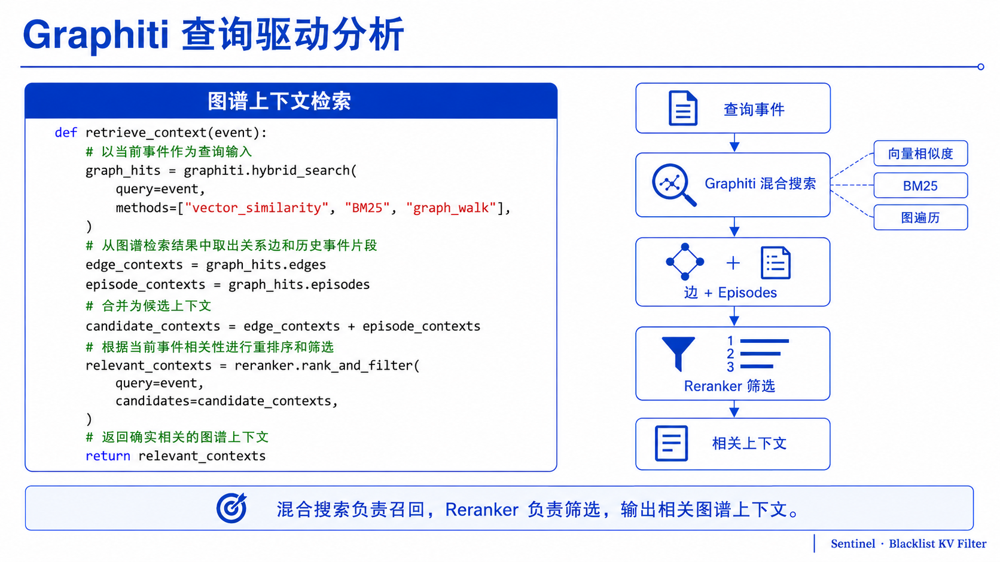 Graphiti 查询驱动分析
图谱上下文检索
def retrieve_context(event):
    # 以当前事件作为查询输入
    graph_hits = graphiti.hybrid_search(
        query=event,
        methods=["vector_similarity", "BM25", "graph_walk"],
    )
    # 从图谱检索结果中取出关系边和历史事件片段
    edge_contexts = graph_hits.edges
    episode_contexts = graph_hits.episodes
    # 合并为候选上下文
    candidate_contexts = edge_contexts + episode_contexts
    # 根据当前事件相关性进行重排序和筛选
    relevant_contexts = reranker.rank_and_filter(
        query=event,
        candidates=candidate_contexts,
    )
    # 返回确实相关的图谱上下文
    return relevant_contexts
查询事件
Graphiti 混合搜索
向量相似度
BM25
图遍历
+
边 + Episodes
1
2
3
Reranker 筛选
相关上下文
混合搜索负责召回，Reranker 负责筛选，输出相关图谱上下文。
Sentinel · Blacklist KV Filter